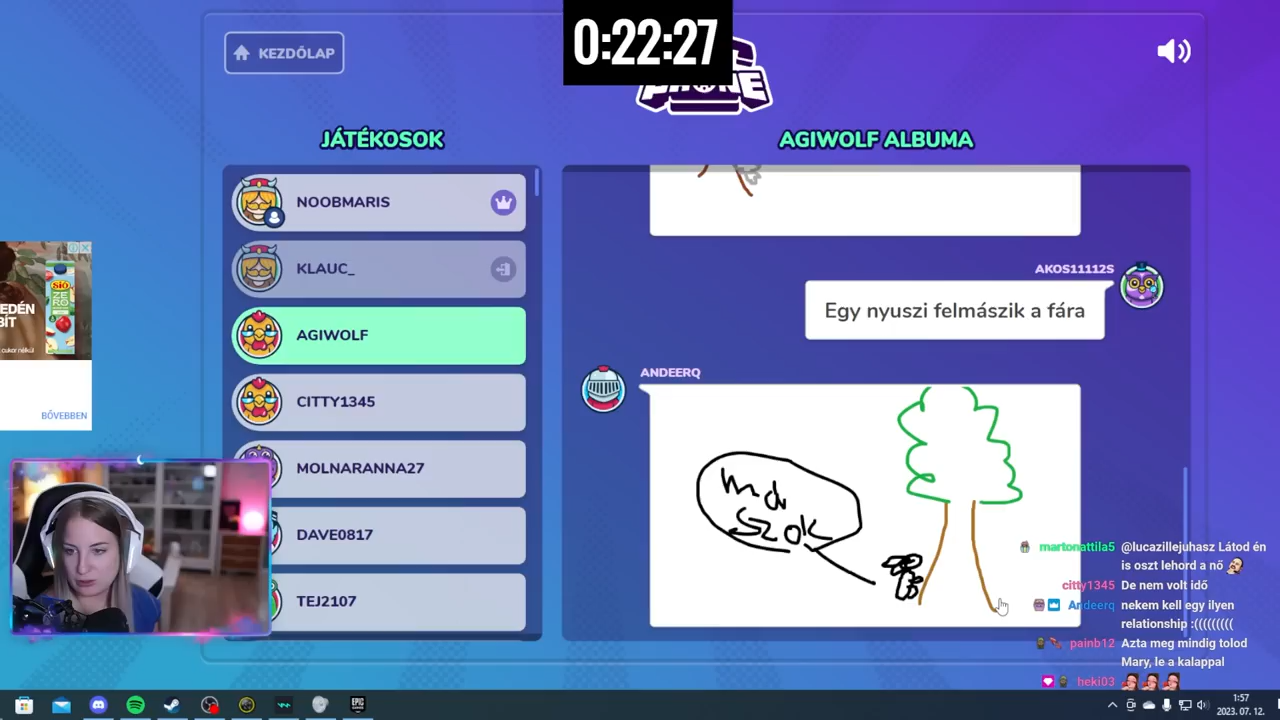 0:22:27
KEZDŐLAP
PHONE
JÁTÉKOSOK
AGIWOLF ALBUMA
NOOBMARIS
KLAUC_
AGIWOLF
CITTY1345
MOLNARANNA27
DAVE0817
TEJ2107
AKOS11112S
Egy nyuszi felmászik a fára
ANDEERQ
SIÓ
BŐVEBBEN
martonattila5 @lucazillejuhasz Látod én
is oszt lehord a nő
citty1345 De nem volt idő
Andeerq nekem kell egy ilyen
relationship :(((((((((
painb12 Azta meg mindig tolod
Mary, le a kalappal
heki03
1:57
2023. 07. 12.